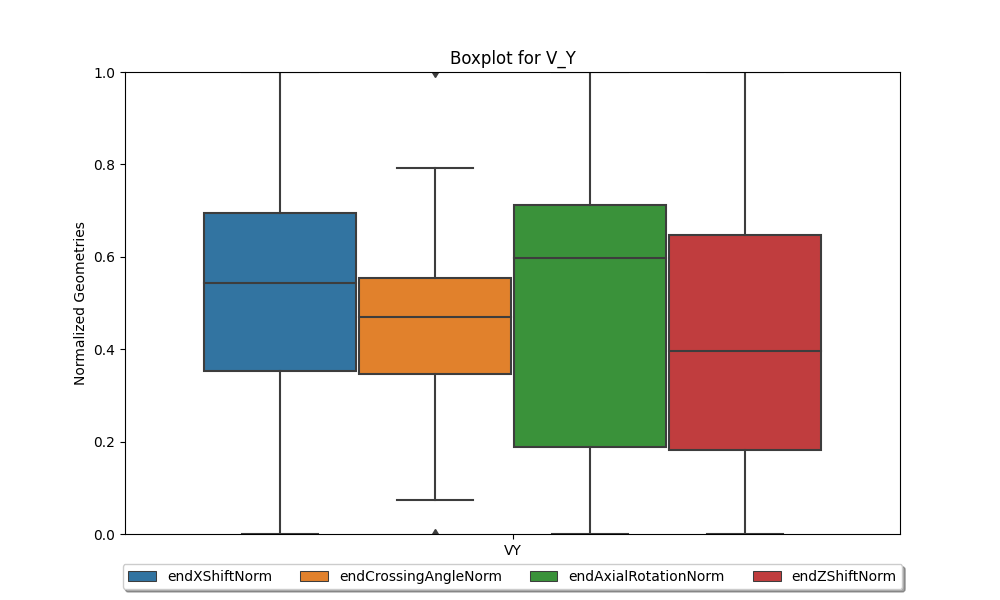 Boxplot for V_Y
1.0
0.8
0.6
0.4
0.2
0.0
Normalized Geometries
VY
endXShiftNorm endCrossingAngleNorm endAxialRotationNorm endZShiftNorm